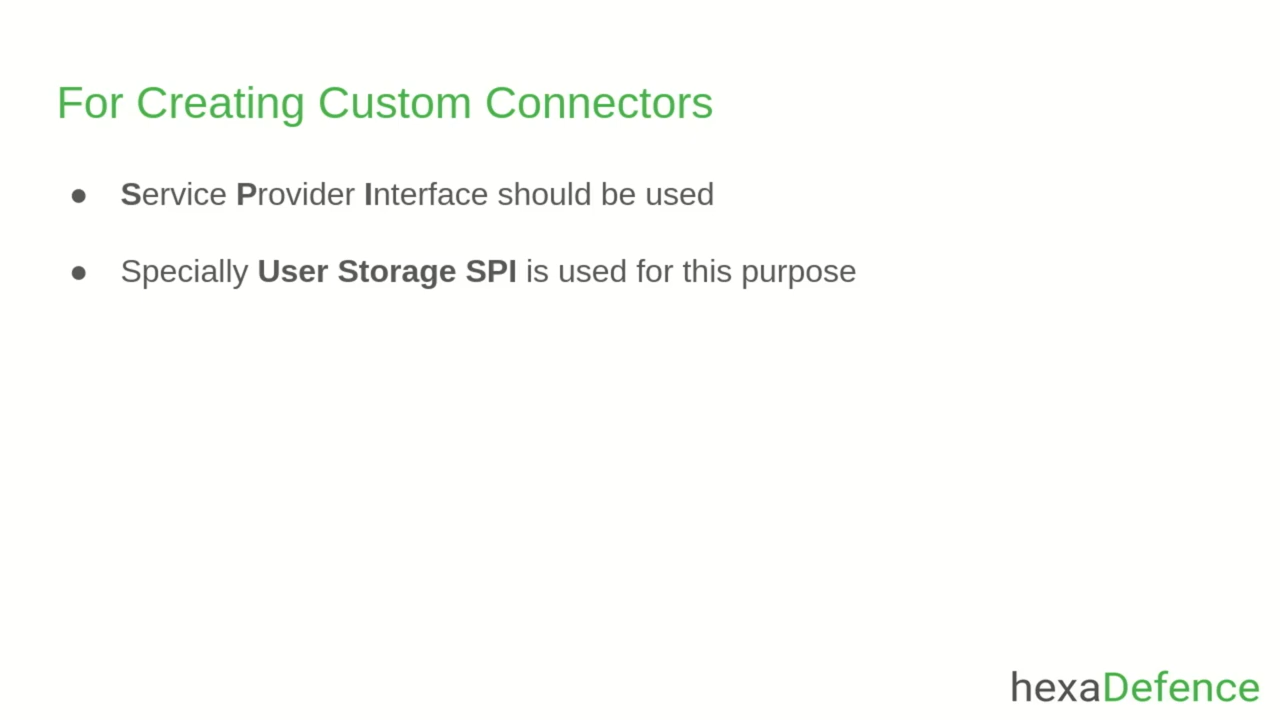 For Creating Custom Connectors
● Service Provider Interface should be used
● Specially User Storage SPI is used for this purpose
hexaDefence